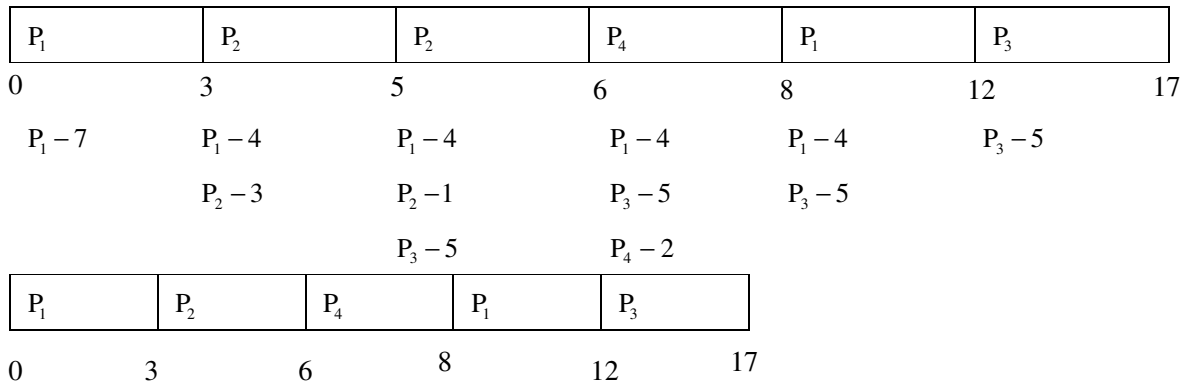 P₁ P₂ P₂ P₄ P₁ P₃
0 3 5 6 8 12 17
P₁ – 7 P₁ – 4 P₁ – 4 P₁ – 4 P₁ – 4 P₃ – 5
P₂ – 3 P₂ – 1 P₃ – 5 P₃ – 5
P₃ – 5 P₄ – 2
P₁ P₂ P₄ P₁ P₃
0 3 6 8 12 17